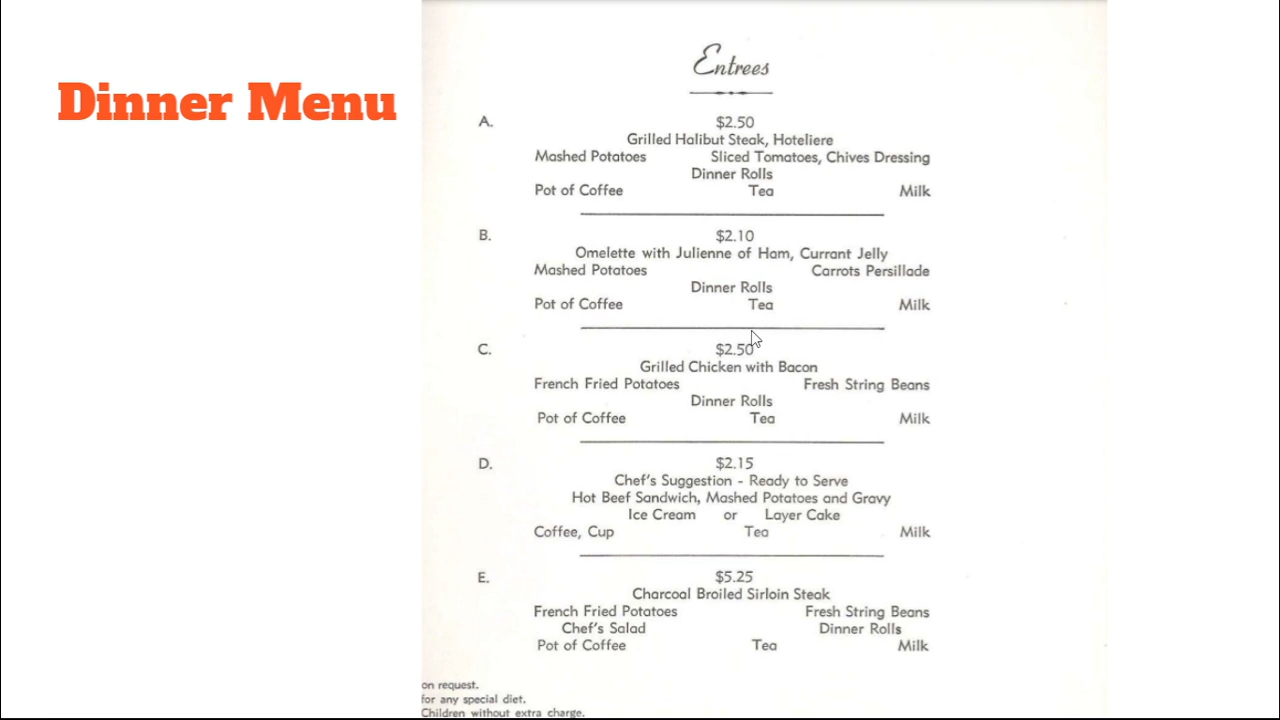 Dinner Menu
Entrees
A. $2.50
Grilled Halibut Steak, Hoteliere
Mashed Potatoes Sliced Tomatoes, Chives Dressing
Dinner Rolls
Pot of Coffee Tea Milk
B. $2.10
Omelette with Julienne of Ham, Currant Jelly
Mashed Potatoes Carrots Persillade
Dinner Rolls
Pot of Coffee Tea Milk
C. $2.50
Grilled Chicken with Bacon
French Fried Potatoes Fresh String Beans
Dinner Rolls
Pot of Coffee Tea Milk
D. $2.15
Chef's Suggestion - Ready to Serve
Hot Beef Sandwich, Mashed Potatoes and Gravy
Ice Cream or Layer Cake
Coffee, Cup Tea Milk
E. $5.25
Charcoal Broiled Sirloin Steak
French Fried Potatoes Fresh String Beans
Chef's Salad Dinner Rolls
Pot of Coffee Tea Milk
on request.
for any special diet.
Children without extra charge.